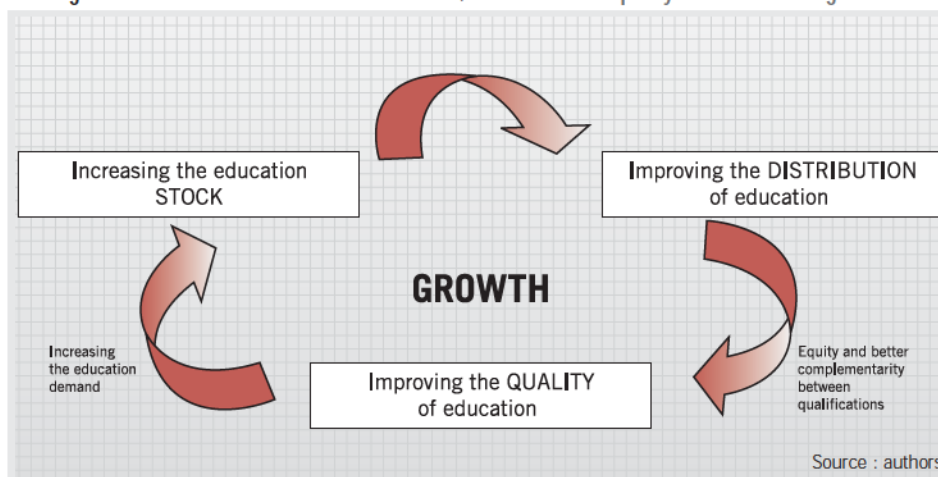 Increasing the education
STOCK
Improving the DISTRIBUTION
of education
GROWTH
Increasing
the education
demand
Improving the QUALITY
of education
Equity and better
complementarity
between
qualifications
Source : authors